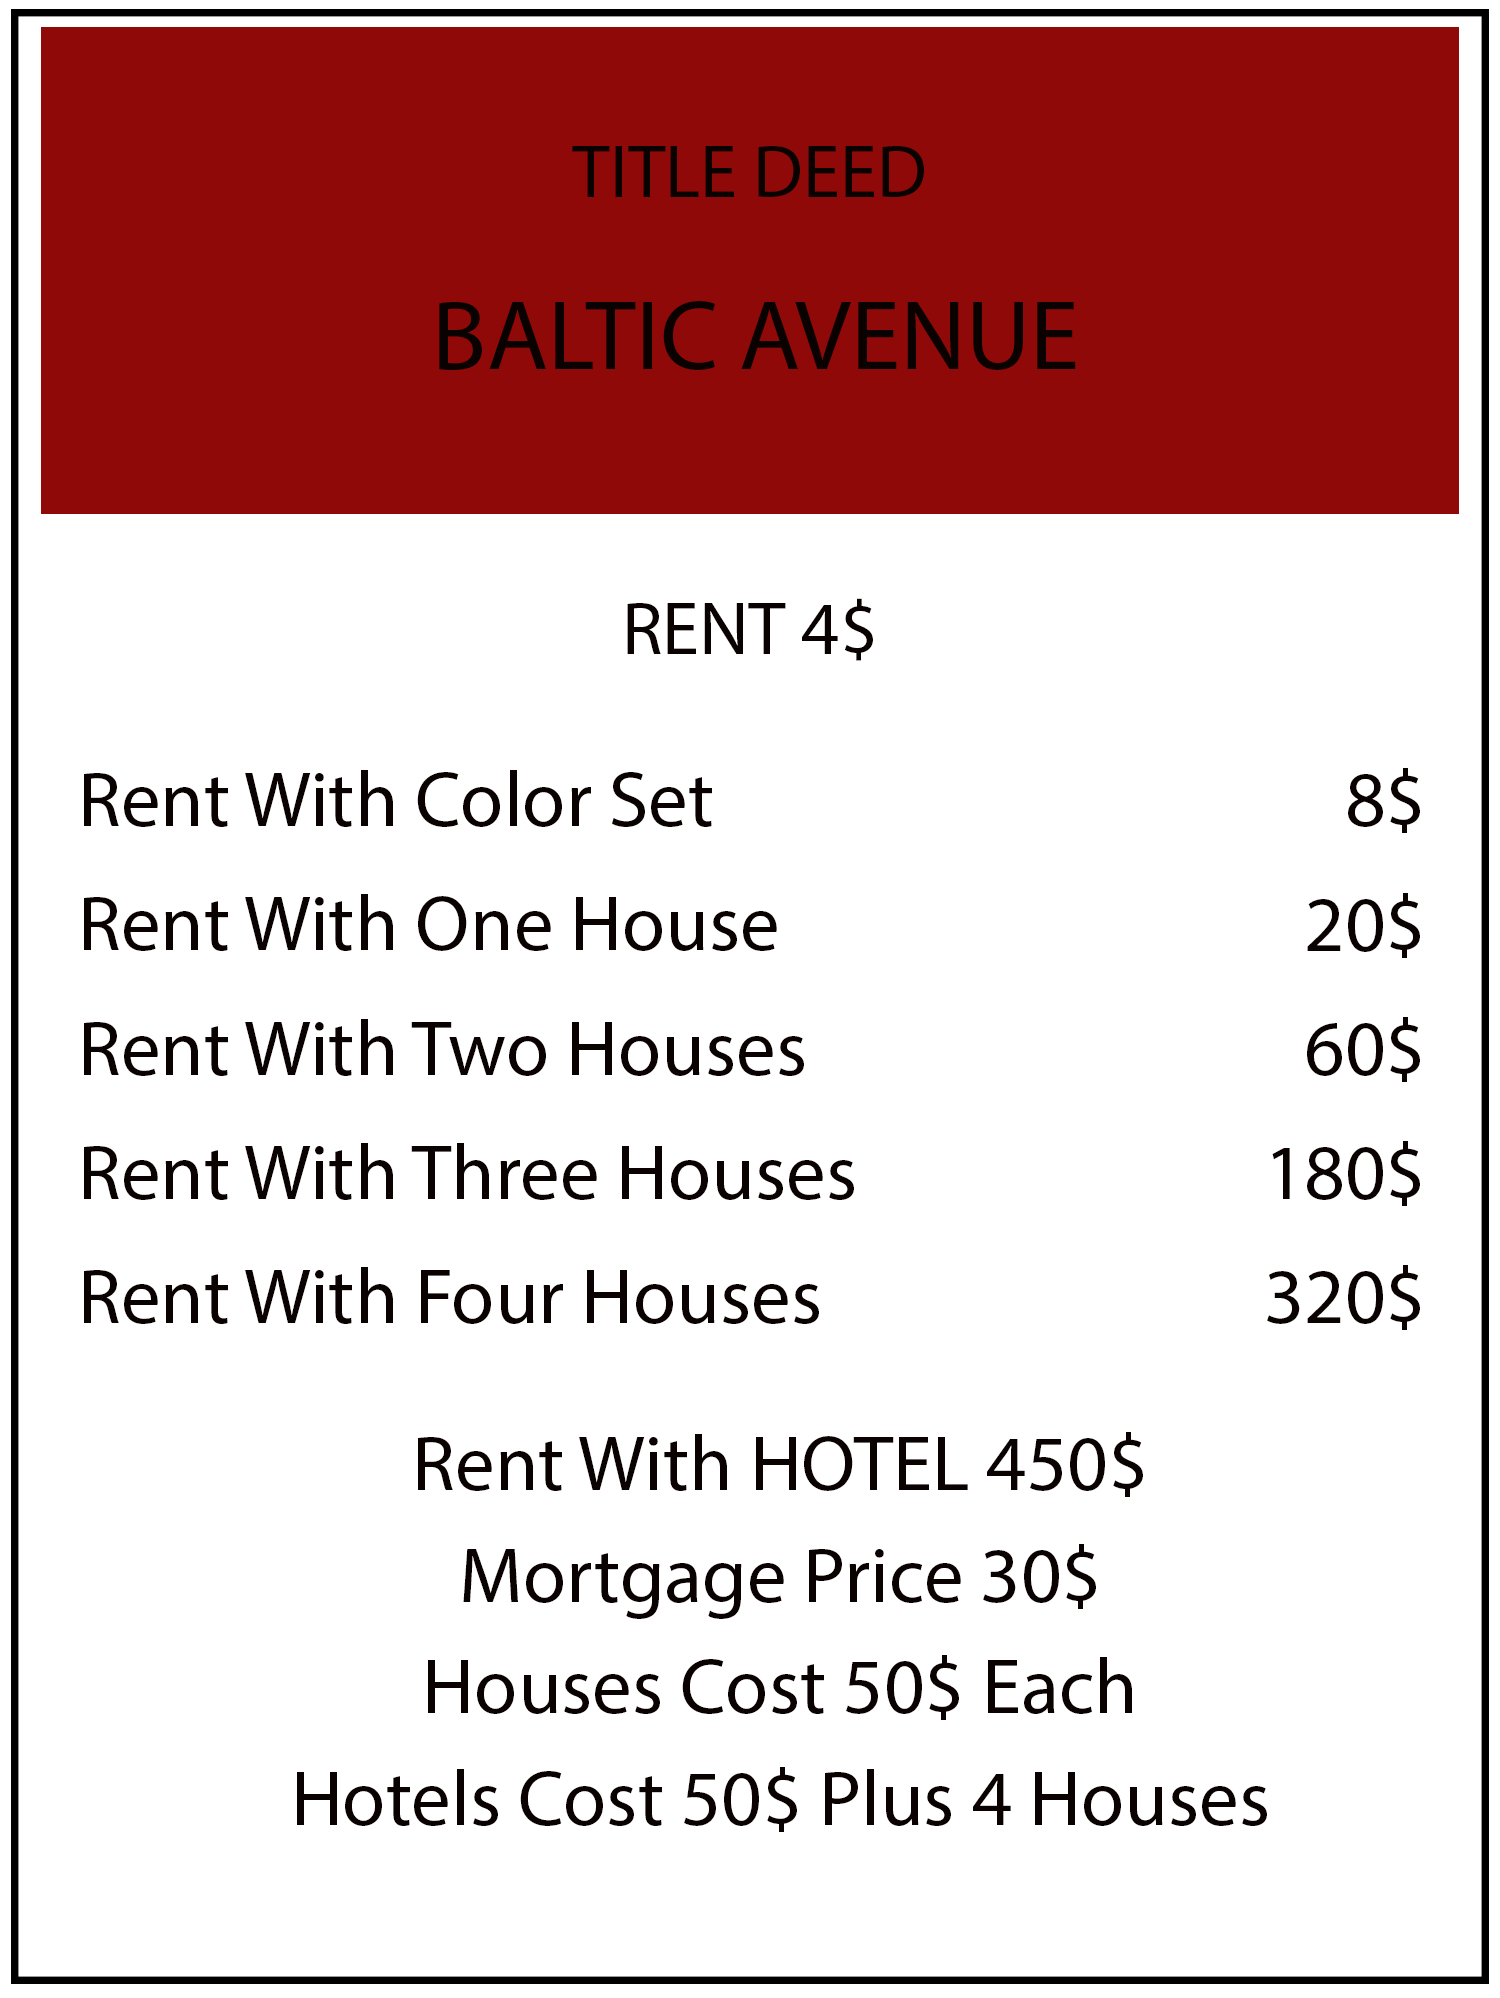 TITLE DEED
BALTIC AVENUE
RENT 4$
Rent With Color Set 8$
Rent With One House 20$
Rent With Two Houses 60$
Rent With Three Houses 180$
Rent With Four Houses 320$
Rent With HOTEL 450$
Mortgage Price 30$
Houses Cost 50$ Each
Hotels Cost 50$ Plus 4 Houses